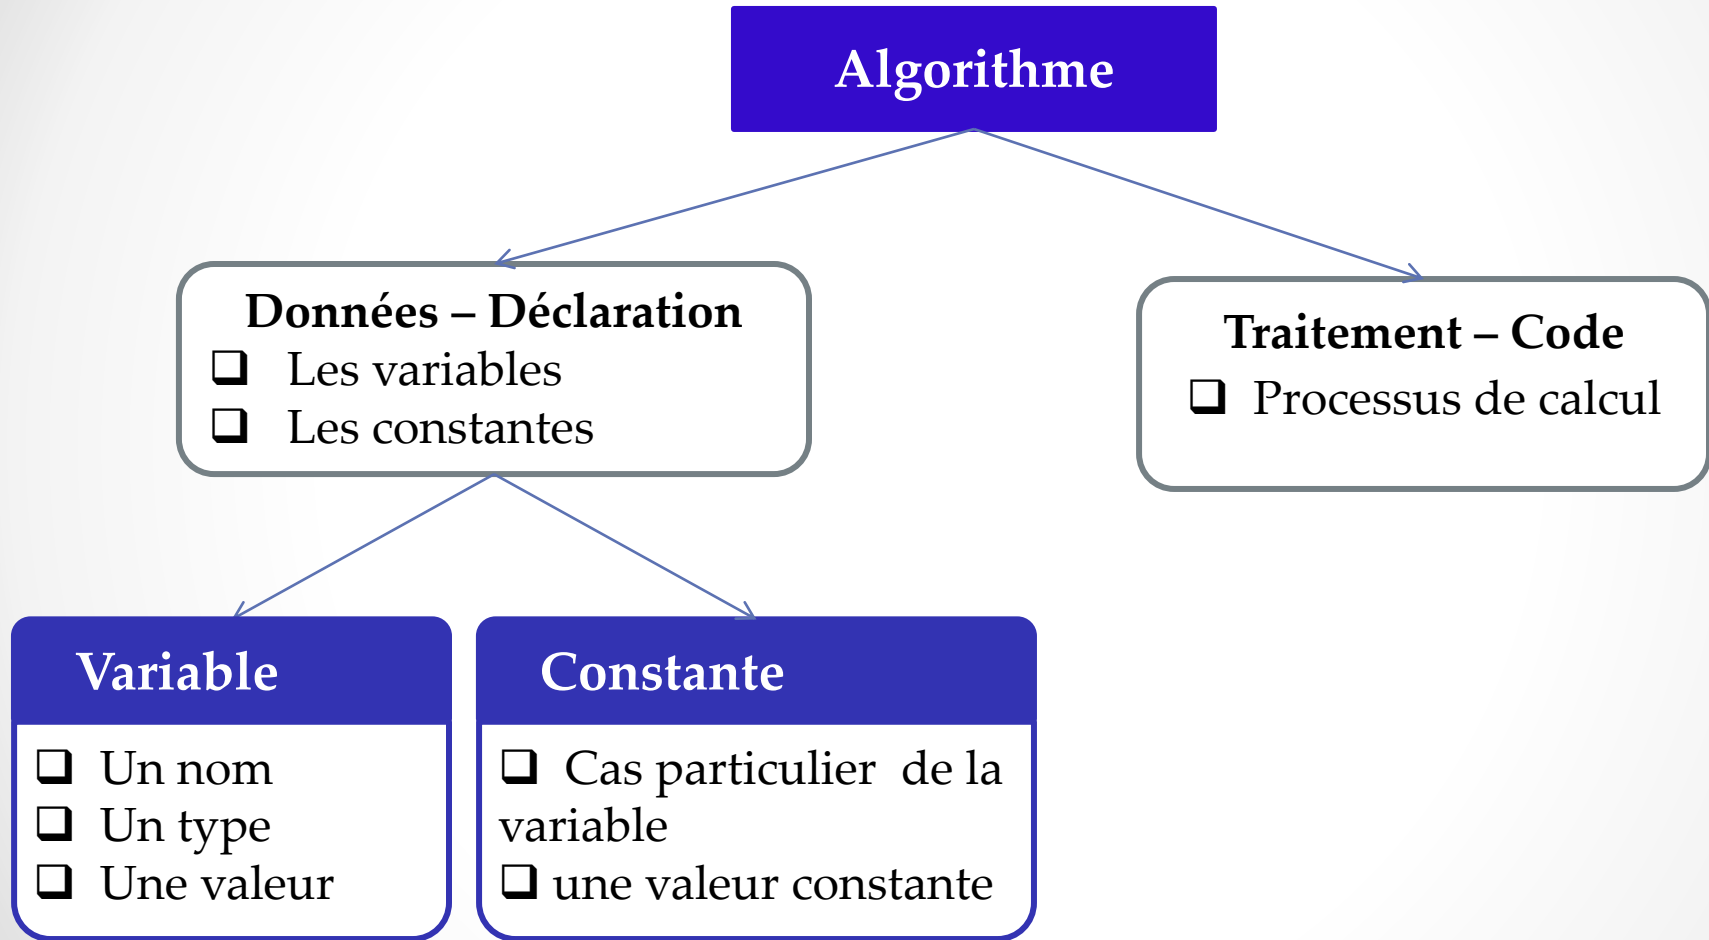 Algorithme
Données – Déclaration
❑ Les variables
❑ Les constantes
Traitement – Code
❑ Processus de calcul
Variable
❑ Un nom
❑ Un type
❑ Une valeur
Constante
❑ Cas particulier de la
variable
❑ une valeur constante